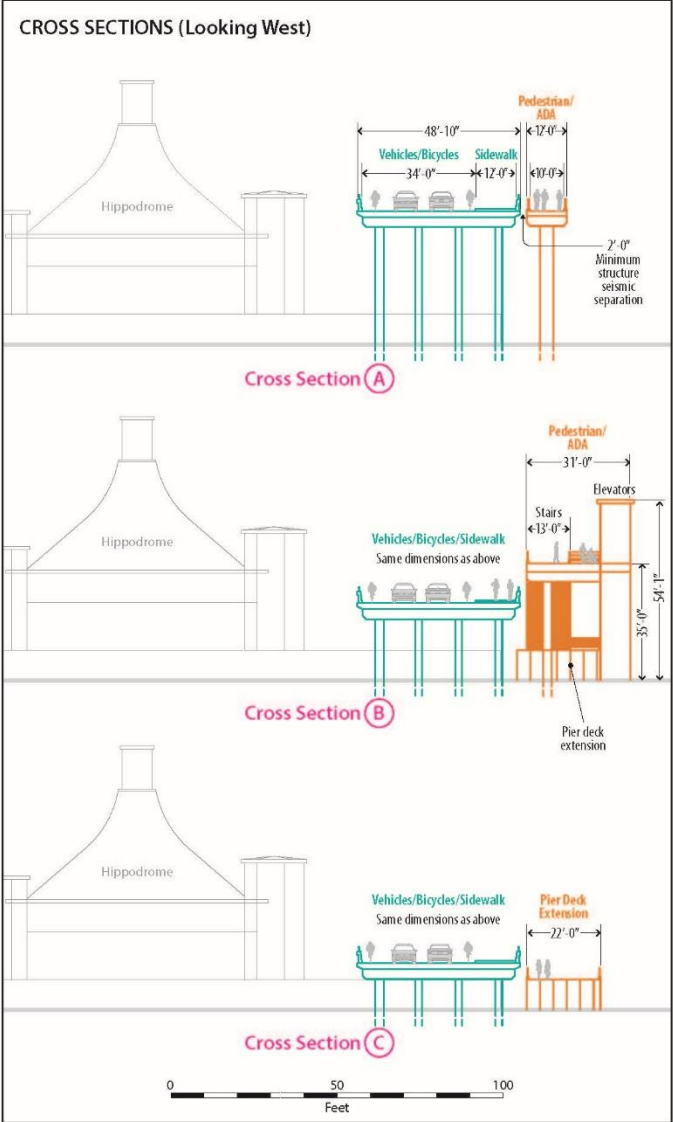 CROSS SECTIONS (Looking West)
Pedestrian/
ADA
48'-10"
12'-0"
Vehicles/Bicycles
Sidewalk
34'-0"
12'-0"
10'-0"
Hippodrome
2'-0"
Minimum
structure
seismic
separation
Cross Section A
Pedestrian/
ADA
31'-0"
Elevators
Stairs
13'-0"
Hippodrome
Vehicles/Bicycles/Sidewalk
Same dimensions as above
54'-1"
35'-0"
Cross Section B
Pier deck
extension
Hippodrome
Vehicles/Bicycles/Sidewalk
Same dimensions as above
Pier Deck
Extension
22'-0"
Cross Section C
0 50 100
Feet